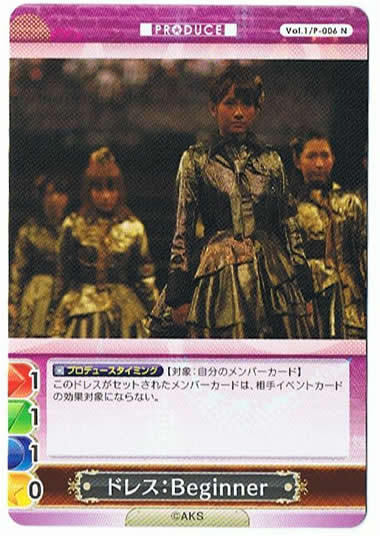 PRODUCE
Vol.1/P-006 N
プロデュースタイミング 【対象:自分のメンバーカード】
このドレスがセットされたメンバーカードは、相手イベントカード
の効果対象にならない。
1
1
1
0
ドレス:Beginner
©AKS